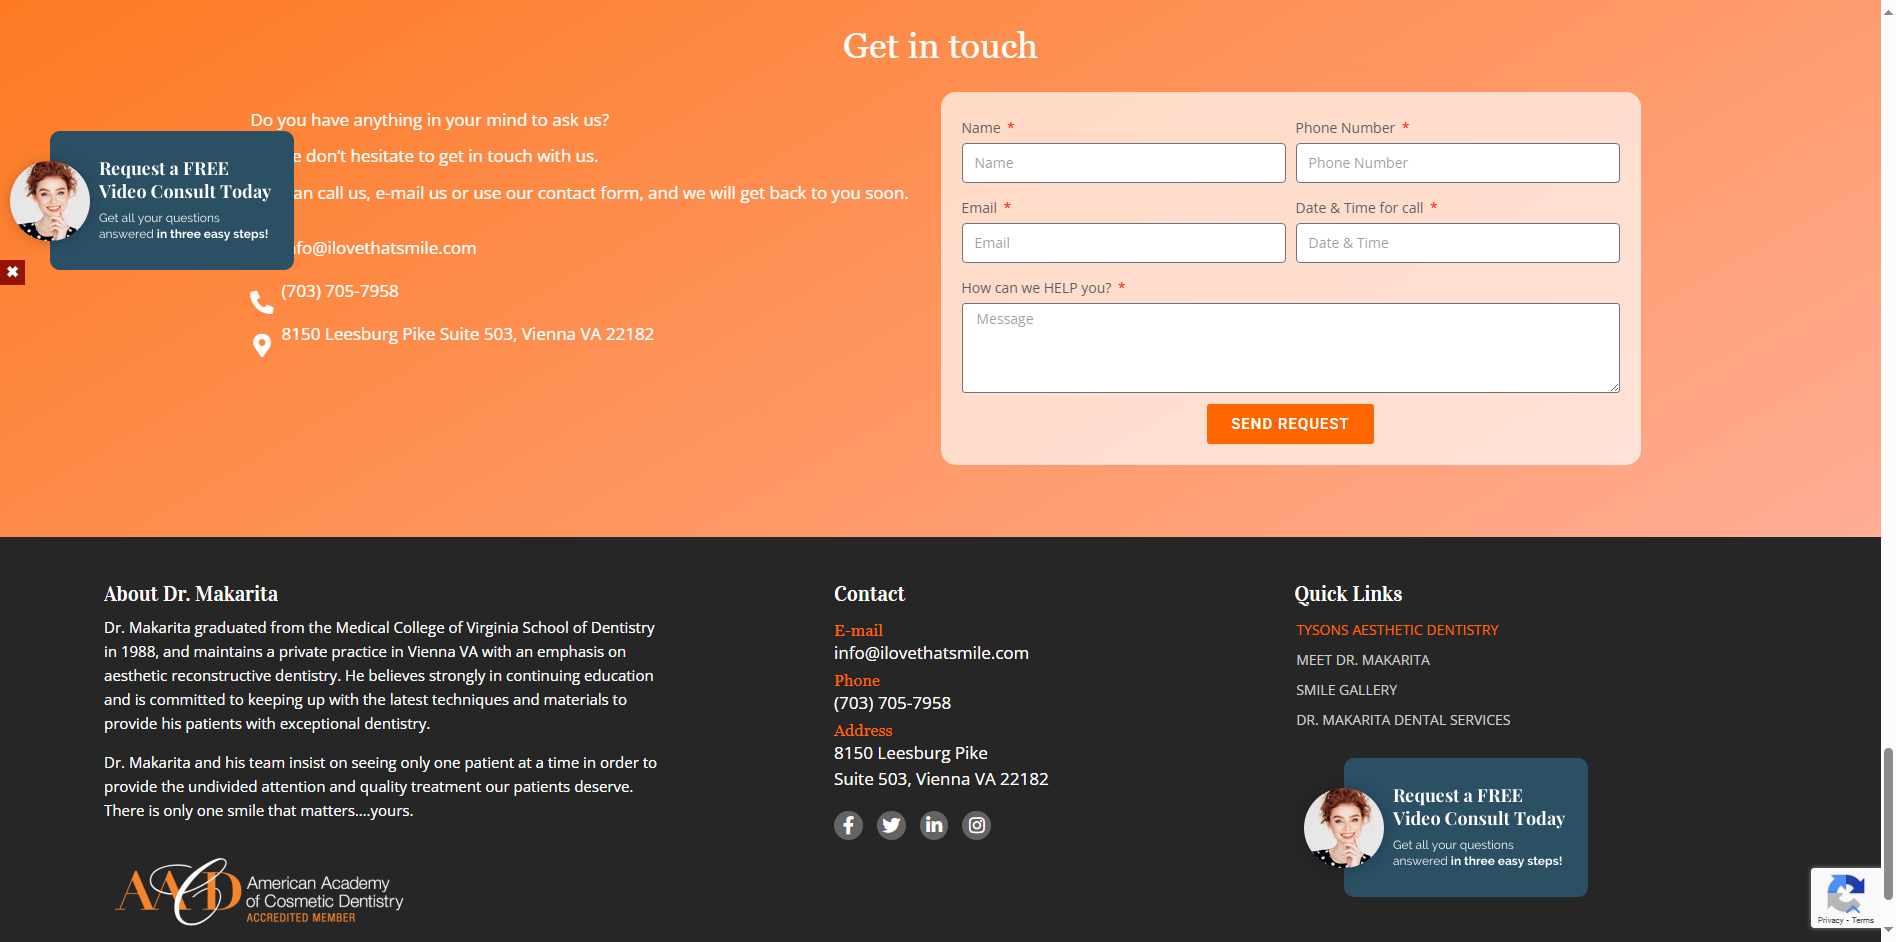 Get in touch
Do you have anything in your mind to ask us?
don't hesitate to get in touch with us.
call us, e-mail us or use our contact form, and we will get back to you soon.
Request a FREE
Video Consult Today
Get all your questions
answered in three easy steps!
✖
info@ilovethatsmile.com
(703) 705-7958
8150 Leesburg Pike Suite 503, Vienna VA 22182
Name *
Phone Number *
Name
Phone Number
Email *
Date & Time for call *
Email
Date & Time
How can we HELP you? *
Message
SEND REQUEST
About Dr. Makarita
Dr. Makarita graduated from the Medical College of Virginia School of Dentistry
in 1988, and maintains a private practice in Vienna VA with an emphasis on
aesthetic reconstructive dentistry. He believes strongly in continuing education
and is committed to keeping up with the latest techniques and materials to
provide his patients with exceptional dentistry.
Dr. Makarita and his team insist on seeing only one patient at a time in order to
provide the undivided attention and quality treatment our patients deserve.
There is only one smile that matters....yours.
AACD
American Academy
of Cosmetic Dentistry
ACCREDITED MEMBER
Contact
E-mail
info@ilovethatsmile.com
Phone
(703) 705-7958
Address
8150 Leesburg Pike
Suite 503, Vienna VA 22182
Quick Links
TYSONS AESTHETIC DENTISTRY
MEET DR. MAKARITA
SMILE GALLERY
DR. MAKARITA DENTAL SERVICES
Request a FREE
Video Consult Today
Get all your questions
answered in three easy steps!
Privacy - Terms